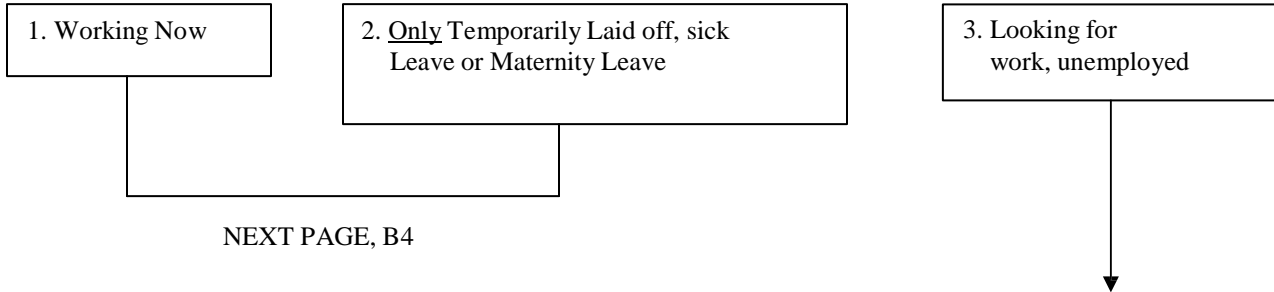 1. Working Now
2. Only Temporarily Laid off, sick
Leave or Maternity Leave
3. Looking for
work, unemployed
NEXT PAGE, B4